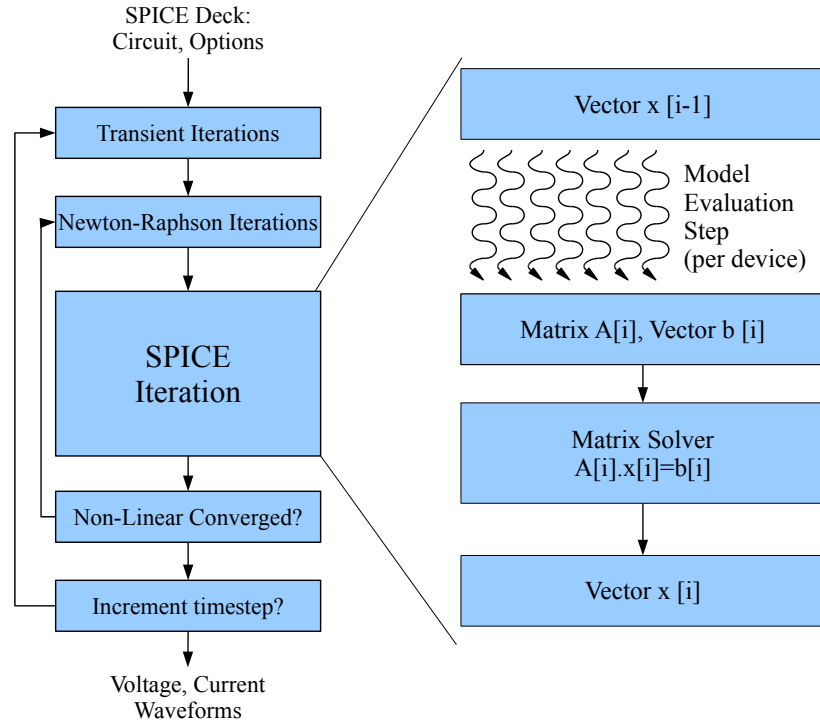 SPICE Deck:
Circuit, Options
Transient Iterations
Newton-Raphson Iterations
SPICE
Iteration
Non-Linear Converged?
Increment timestep?
Voltage, Current
Waveforms
Vector x [i-1]
Model
Evaluation
Step
(per device)
Matrix A[i], Vector b [i]
Matrix Solver
A[i].x[i]=b[i]
Vector x [i]